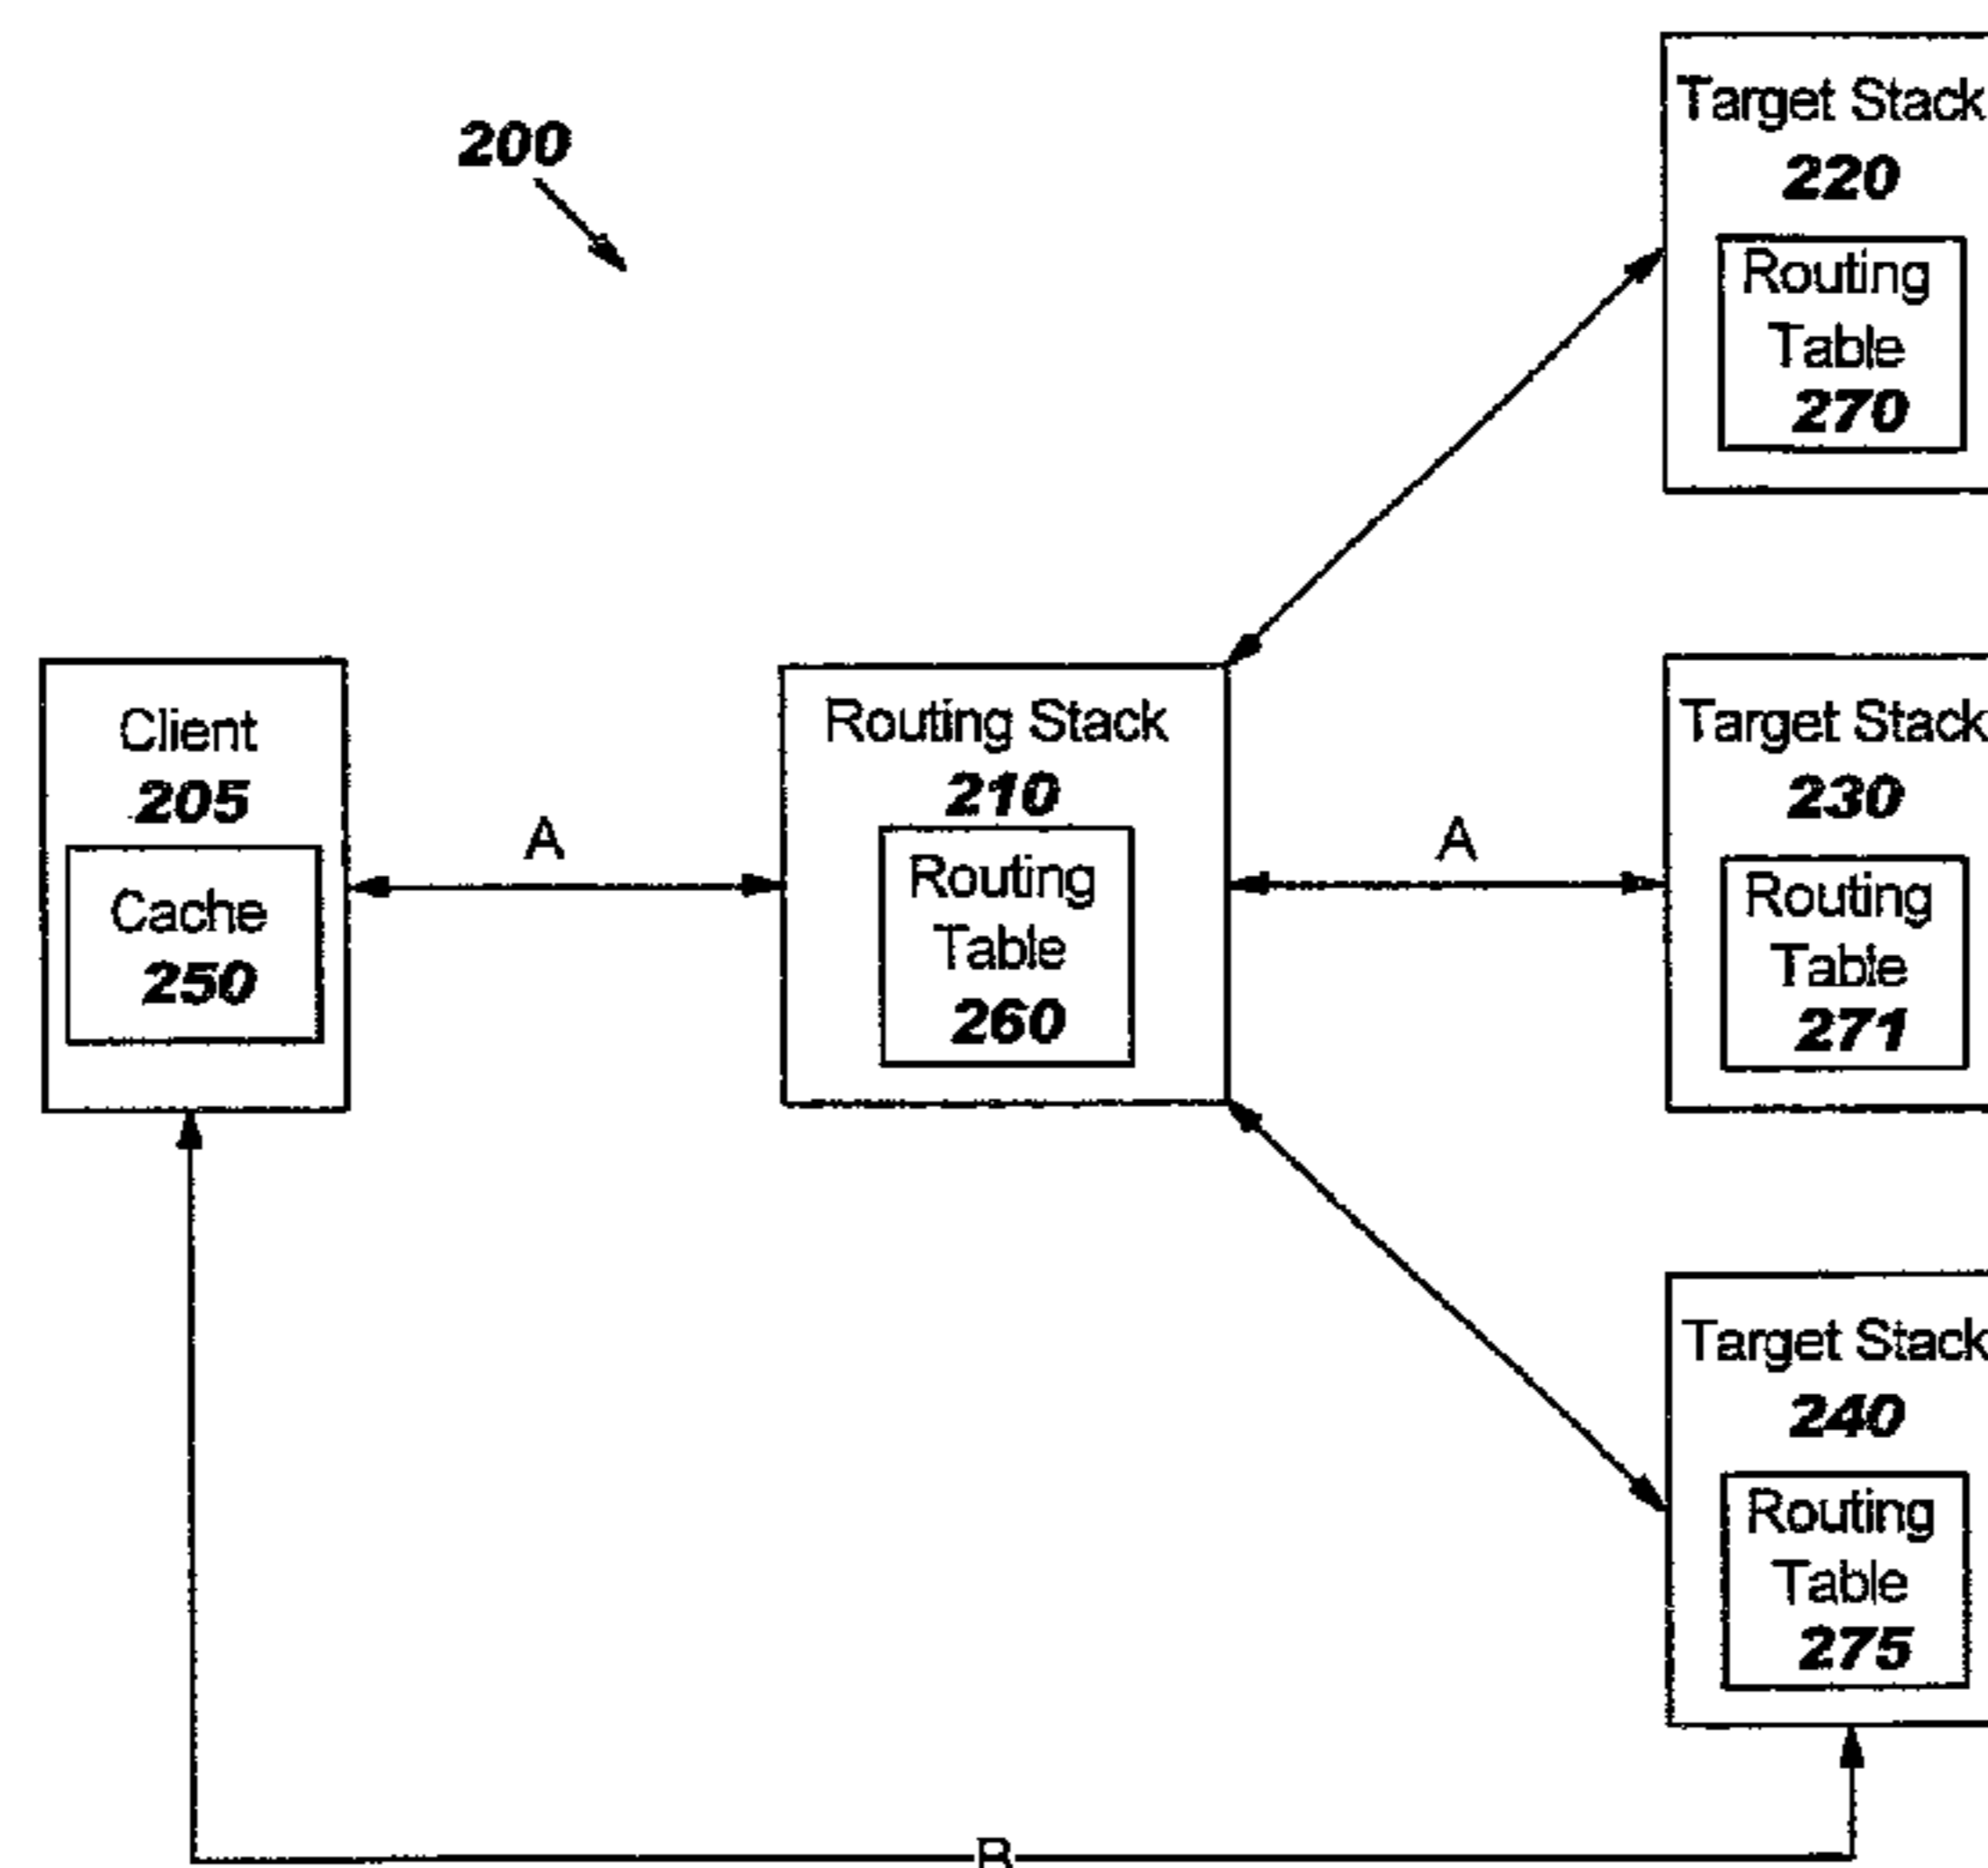 200
Target Stack
220
Routing
Table
270
Client
205
Cache
250
A
Routing Stack
210
Routing
Table
260
A
Target Stack
230
Routing
Table
271
Target Stack
240
Routing
Table
275
B